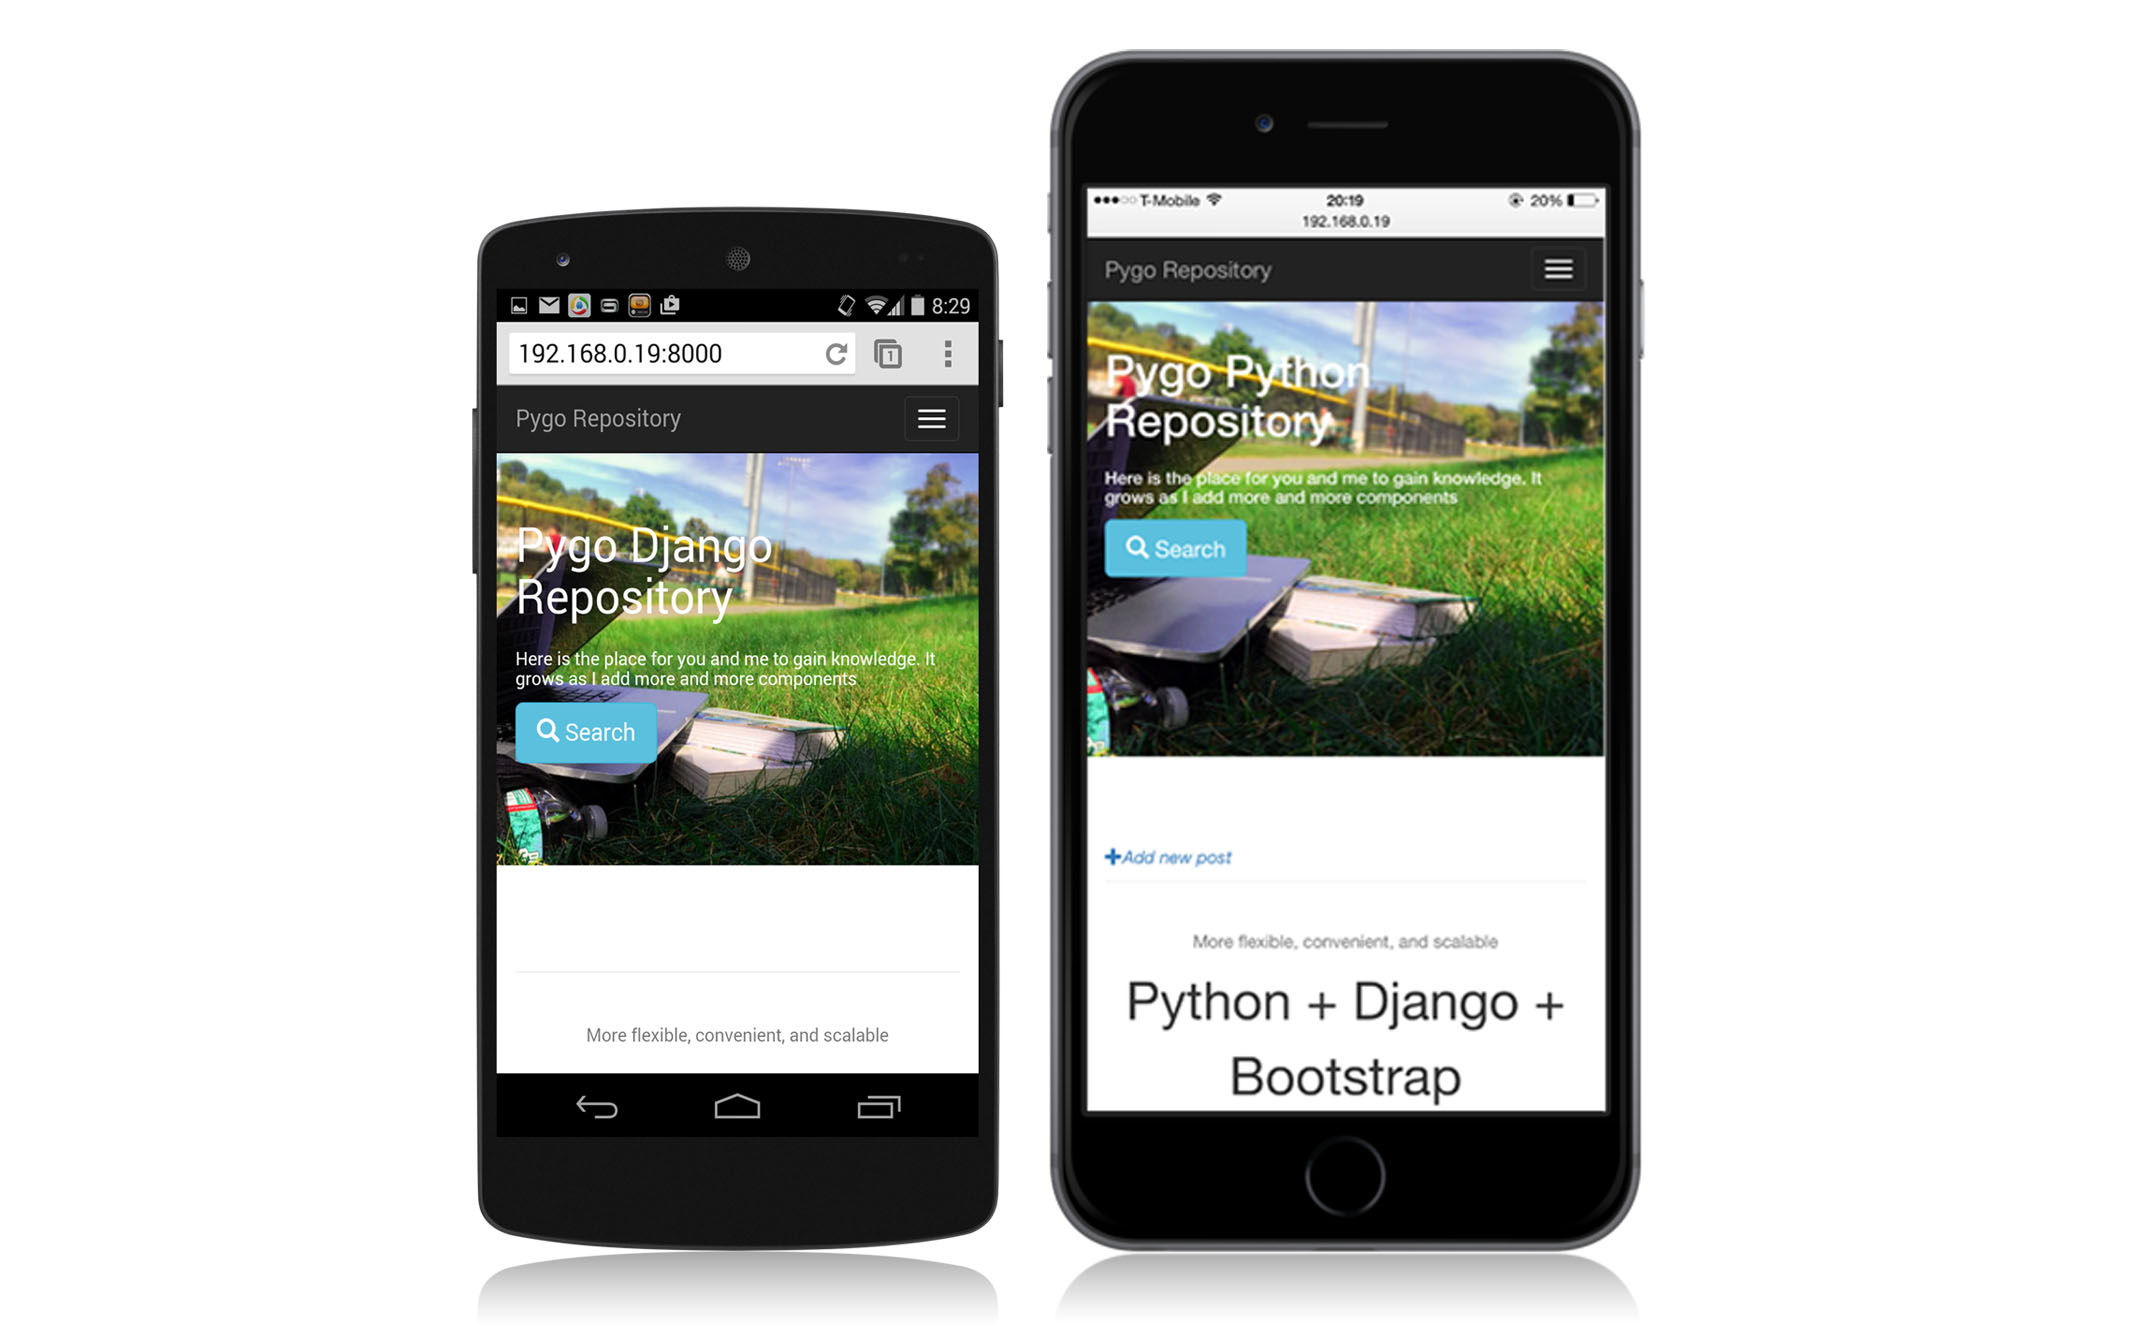 8:29
192.168.0.19:8000
1
Pygo Repository
Pygo Django
Repository
Here is the place for you and me to gain knowledge. It
grows as I add more and more components
Search
More flexible, convenient, and scalable
T-Mobile 20:19 20%
192.168.0.19
Pygo Repository
Pygo Python
Repository
Here is the place for you and me to gain knowledge. It
grows as I add more and more components
Search
Add new post
More flexible, convenient, and scalable
Python + Django +
Bootstrap